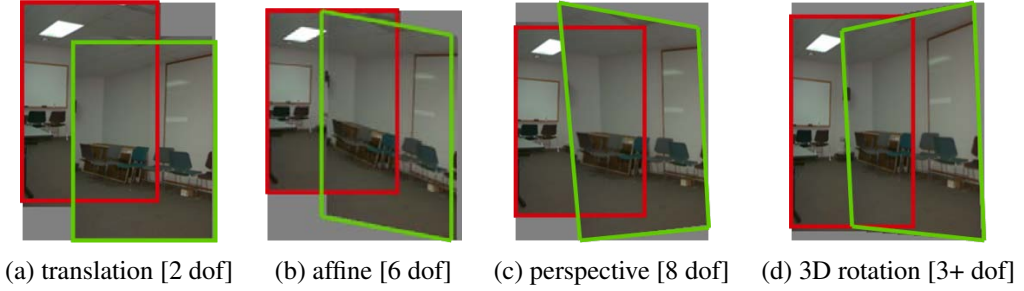 (a) translation [2 dof]
(b) affine [6 dof]
(c) perspective [8 dof]
(d) 3D rotation [3+ dof]